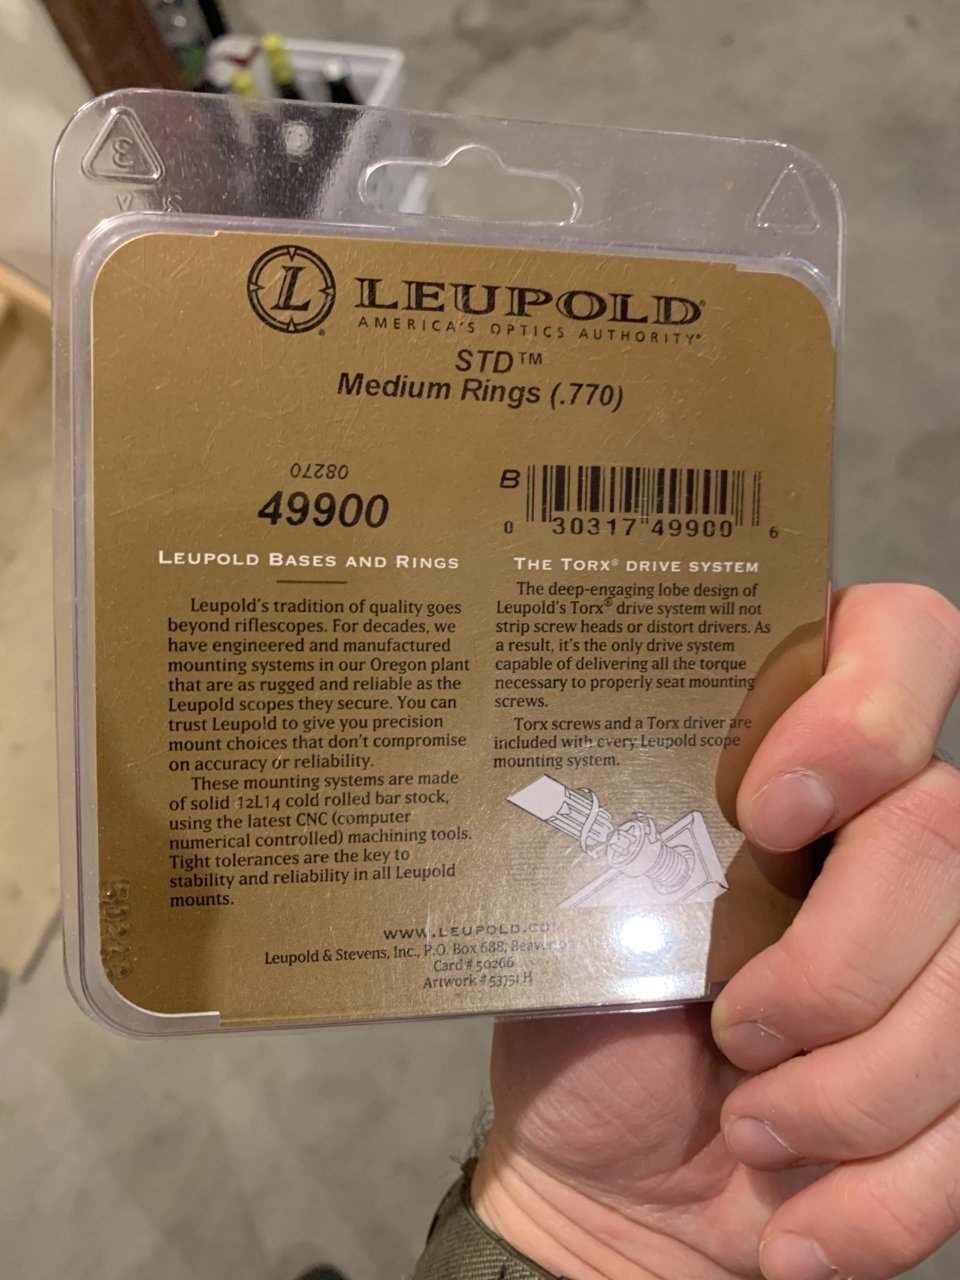 3
V
L
LEUPOLD®
AMERICA'S OPTICS AUTHORITY®
STD™
Medium Rings (.770)
08270
49900
B
0 30317 49900 6
LEUPOLD BASES AND RINGS
Leupold's tradition of quality goes
beyond riflescopes. For decades, we
have engineered and manufactured
mounting systems in our Oregon plant
that are as rugged and reliable as the
Leupold scopes they secure. You can
trust Leupold to give you precision
mount choices that don't compromise
on accuracy or reliability.
These mounting systems are made
of solid 12L14 cold rolled bar stock,
using the latest CNC (computer
numerical controlled) machining tools.
Tight tolerances are the key to
stability and reliability in all Leupold
mounts.
THE TORX® DRIVE SYSTEM
The deep-engaging lobe design of
Leupold's Torx® drive system will not
strip screw heads or distort drivers. As
a result, it's the only drive system
capable of delivering all the torque
necessary to properly seat mounting
screws.
Torx screws and a Torx driver are
included with every Leupold scope
mounting system.
WWW.LEUPOLD.COM
Leupold & Stevens, Inc., P.O. Box 688, Beaverton
Card # 50266
Artwork # 53751 H